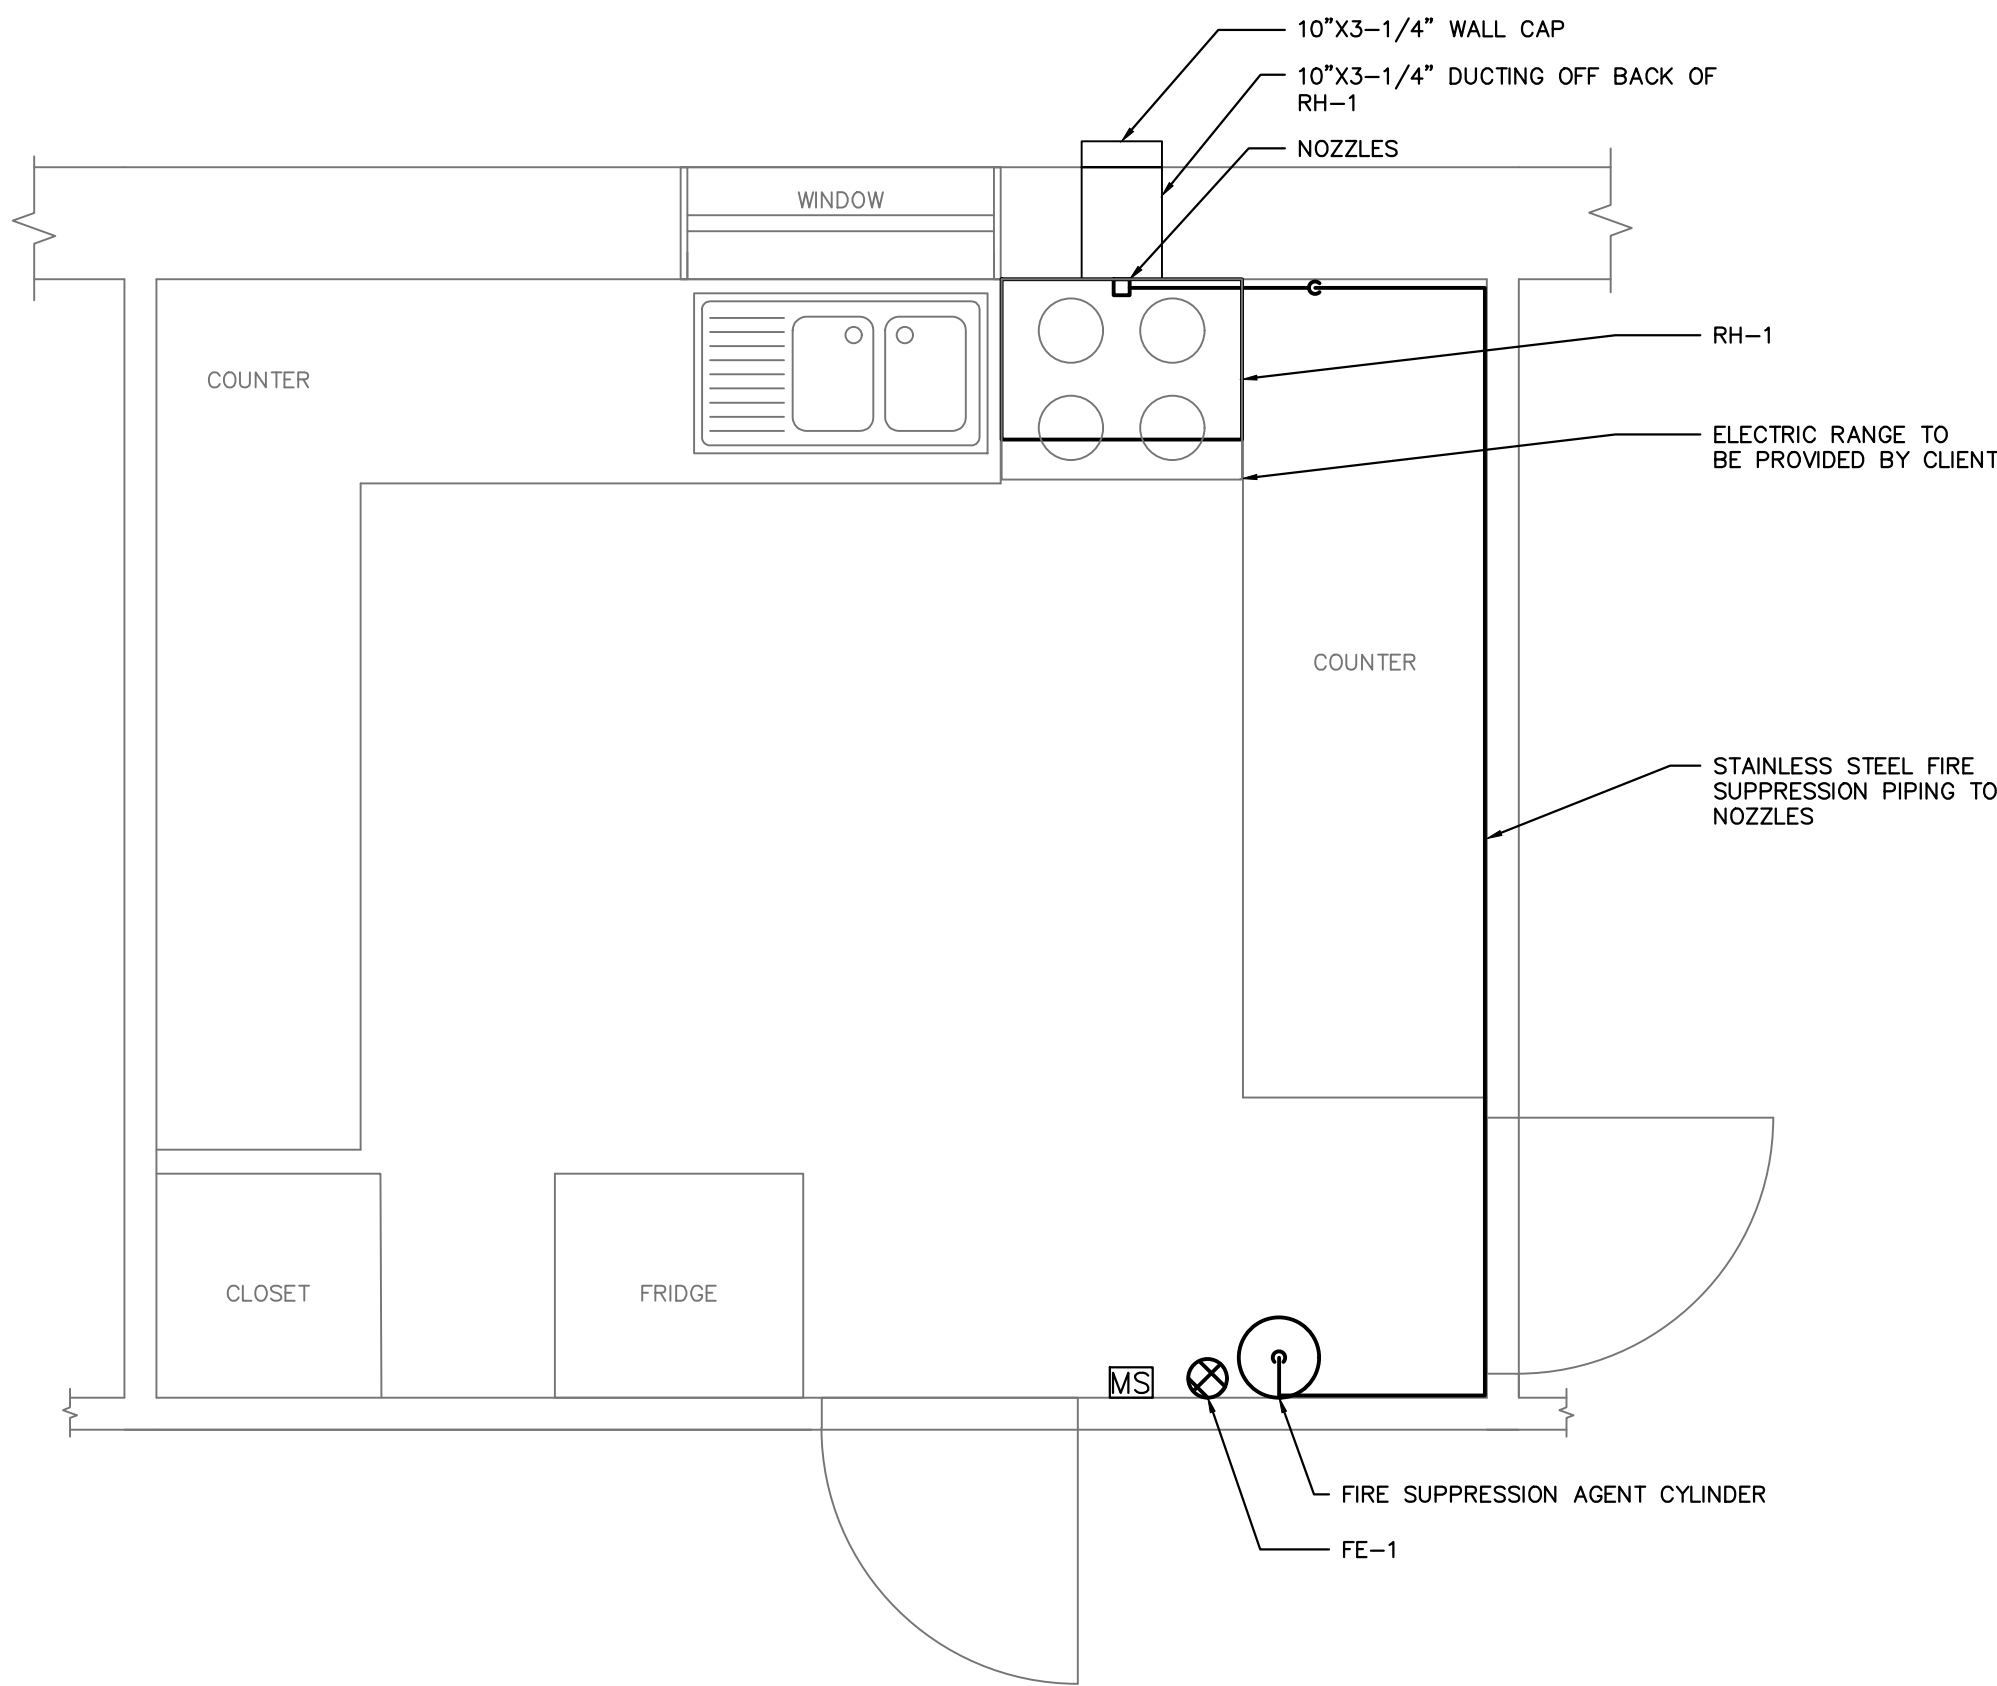 10”X3-1/4” WALL CAP
10”X3-1/4” DUCTING OFF BACK OF
RH-1
NOZZLES
WINDOW
RH-1
COUNTER
ELECTRIC RANGE TO
BE PROVIDED BY CLIENT
COUNTER
STAINLESS STEEL FIRE
SUPPRESSION PIPING TO
NOZZLES
CLOSET
FRIDGE
MS
FIRE SUPPRESSION AGENT CYLINDER
FE-1